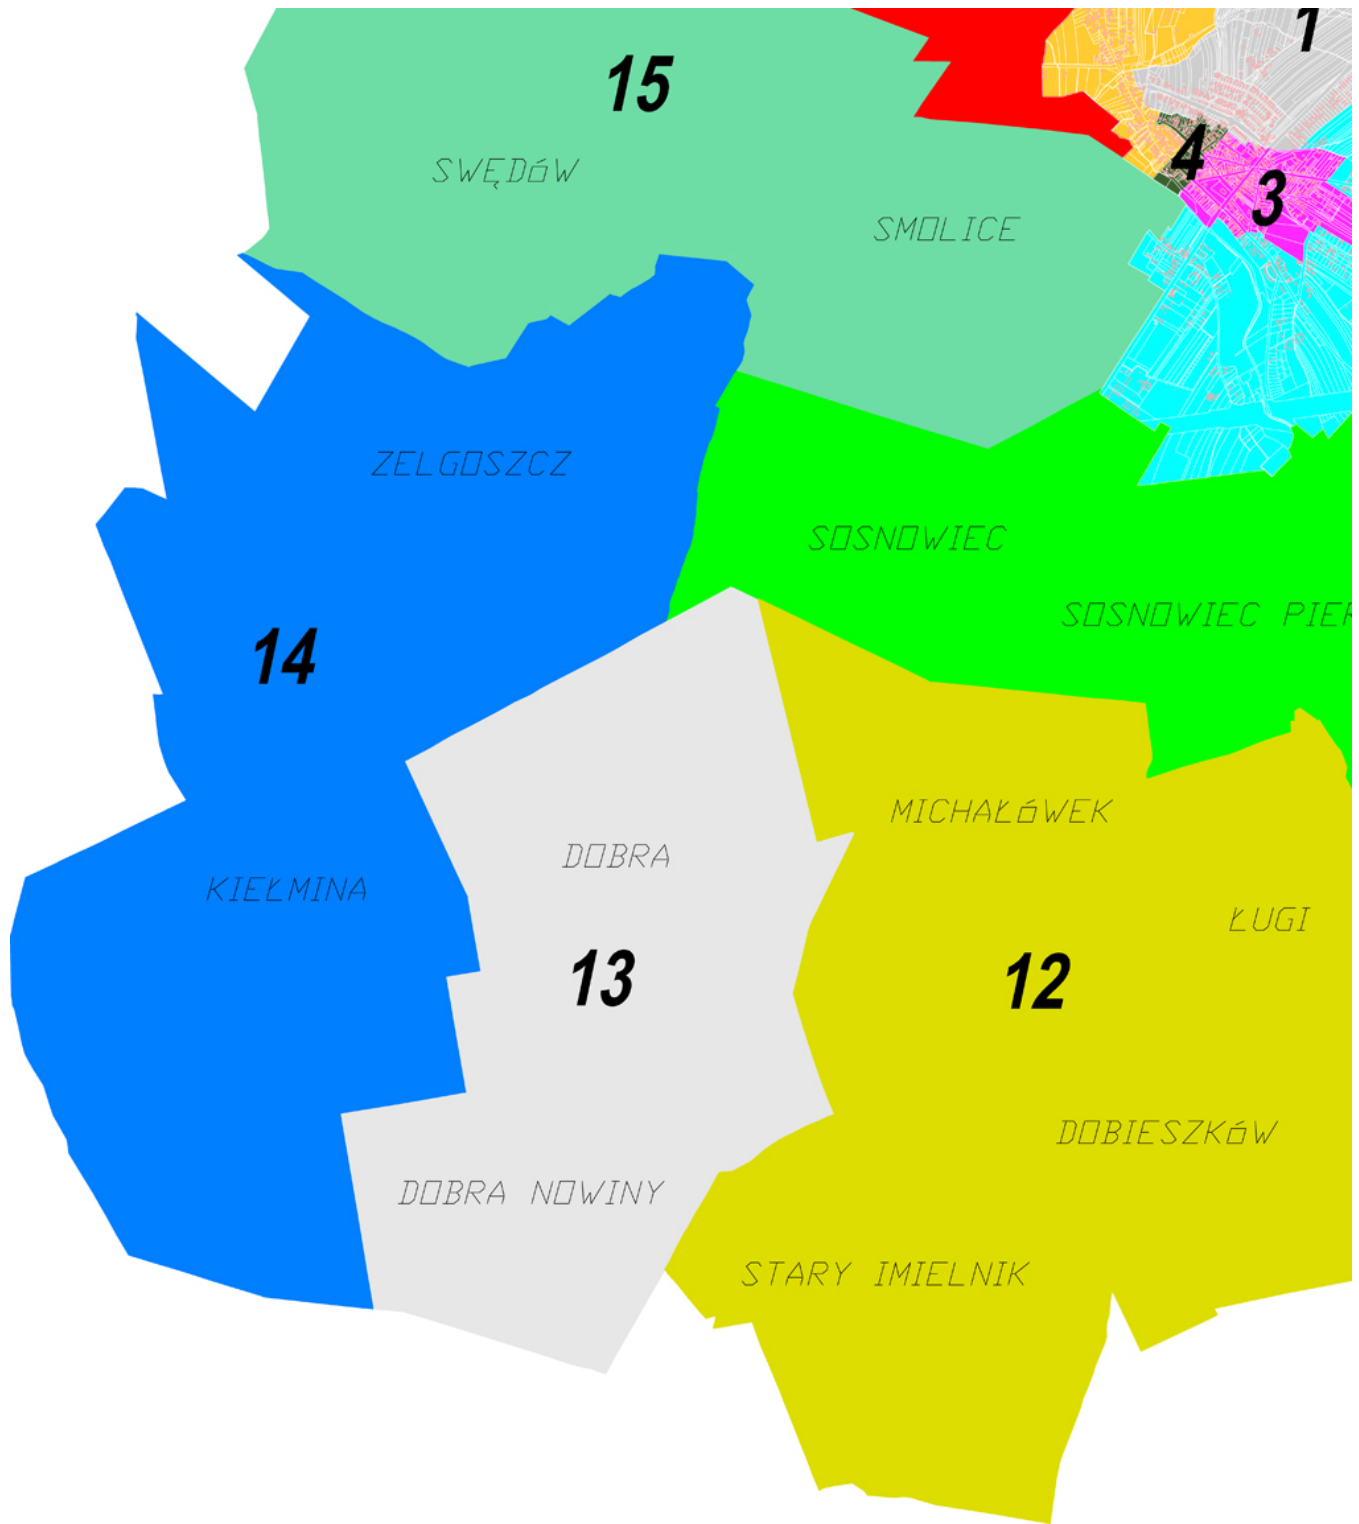 1
15
4
SWĘDÓW
3
SMOLICE
ZELGOSZCZ
SOSNOWIEC
SOSNOWIEC PIER
14
MICHAŁÓWEK
DOBRA
KIEŁMINA
ŁUGI
13
12
DOBIESZKÓW
DOBRA NOWINY
STARY IMIELNIK